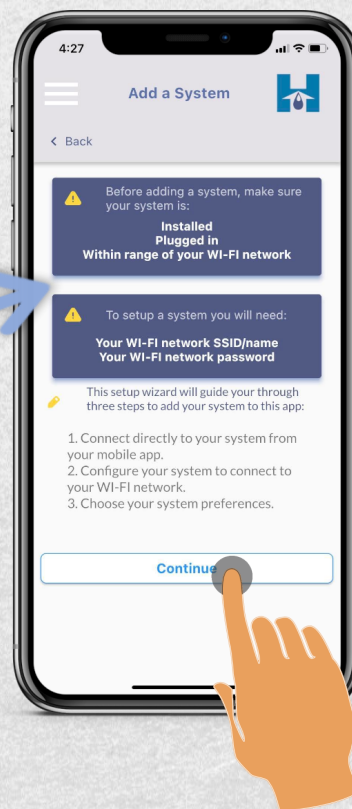 4:27
Add a System
< Back
Before adding a system, make sure
your system is:
Installed
Plugged in
Within range of your WI-FI network
To setup a system you will need:
Your WI-FI network SSID/name
Your WI-FI network password
This setup wizard will guide your through
three steps to add your system to this app:
1. Connect directly to your system from
your mobile app.
2. Configure your system to connect to
your WI-FI network.
3. Choose your system preferences.
Continue